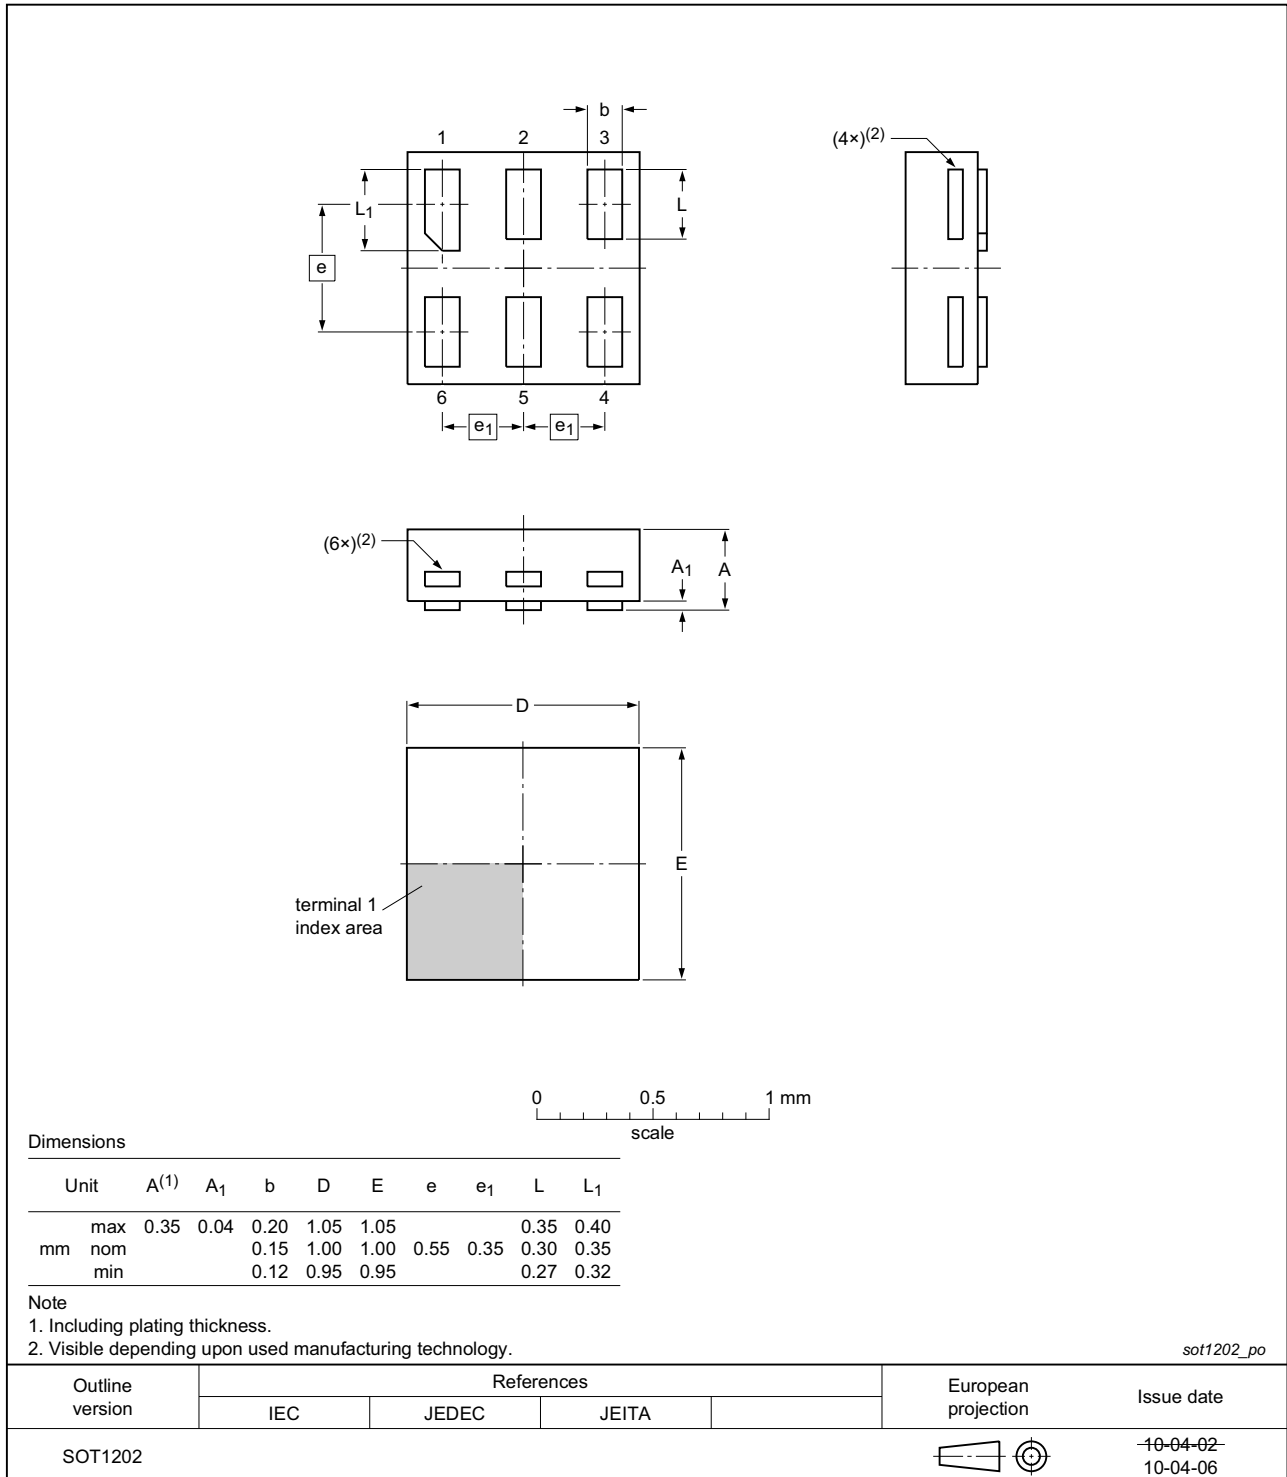 b
1 2 3
(4×)(2)
L1
L
e
6 5 4
e1 e1
(6×)(2)
A1 A
D
E
terminal 1
index area
0 0.5 1 mm
scale
Dimensions
Unit A(1) A1 b D E e e1 L L1
max 0.35 0.04 0.20 1.05 1.05 0.35 0.40
mm nom 0.15 1.00 1.00 0.55 0.35 0.30 0.35
min 0.12 0.95 0.95 0.27 0.32
Note
1. Including plating thickness.
2. Visible depending upon used manufacturing technology.
sot1202_po
Outline
version
References
IEC JEDEC JEITA
European
projection
Issue date
SOT1202
10-04-02
10-04-06